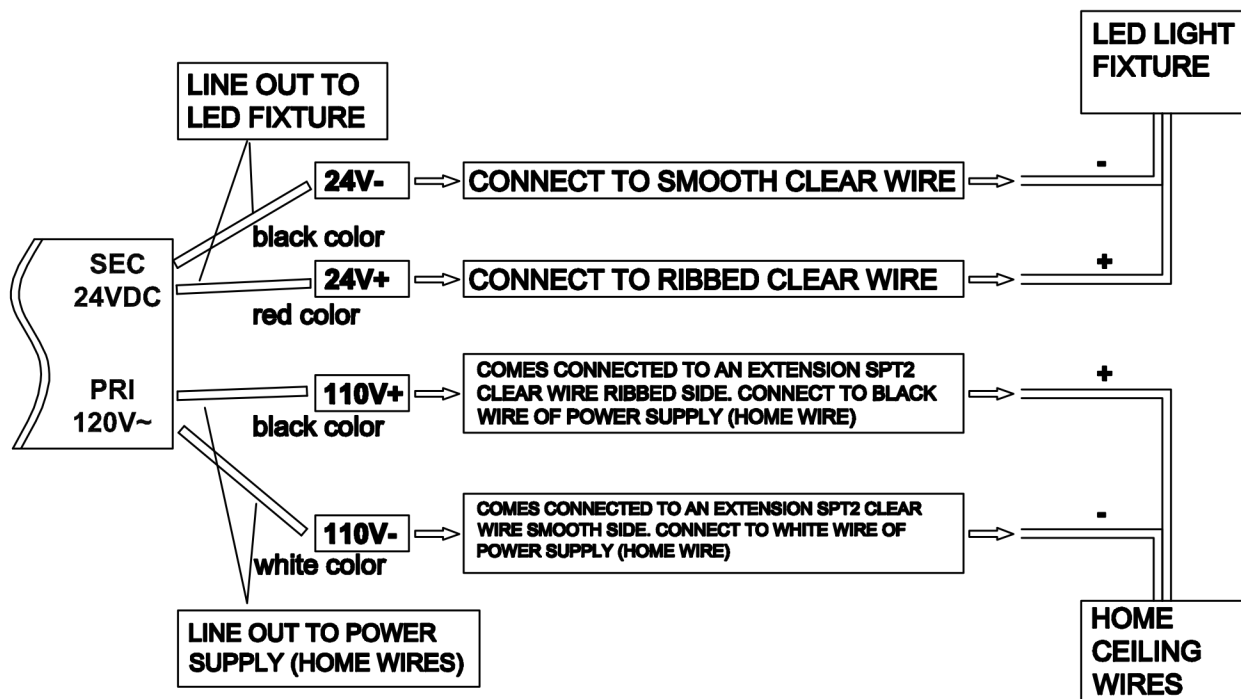 LED LIGHT
FIXTURE
LINE OUT TO
LED FIXTURE
24V-
CONNECT TO SMOOTH CLEAR WIRE
-
black color
SEC
24VDC
24V+
CONNECT TO RIBBED CLEAR WIRE
+
red color
PRI
120V~
110V+
COMES CONNECTED TO AN EXTENSION SPT2
CLEAR WIRE RIBBED SIDE. CONNECT TO BLACK
WIRE OF POWER SUPPLY (HOME WIRE)
+
black color
110V-
COMES CONNECTED TO AN EXTENSION SPT2 CLEAR
WIRE SMOOTH SIDE. CONNECT TO WHITE WIRE OF
POWER SUPPLY (HOME WIRE)
-
white color
LINE OUT TO POWER
SUPPLY (HOME WIRES)
HOME
CEILING
WIRES